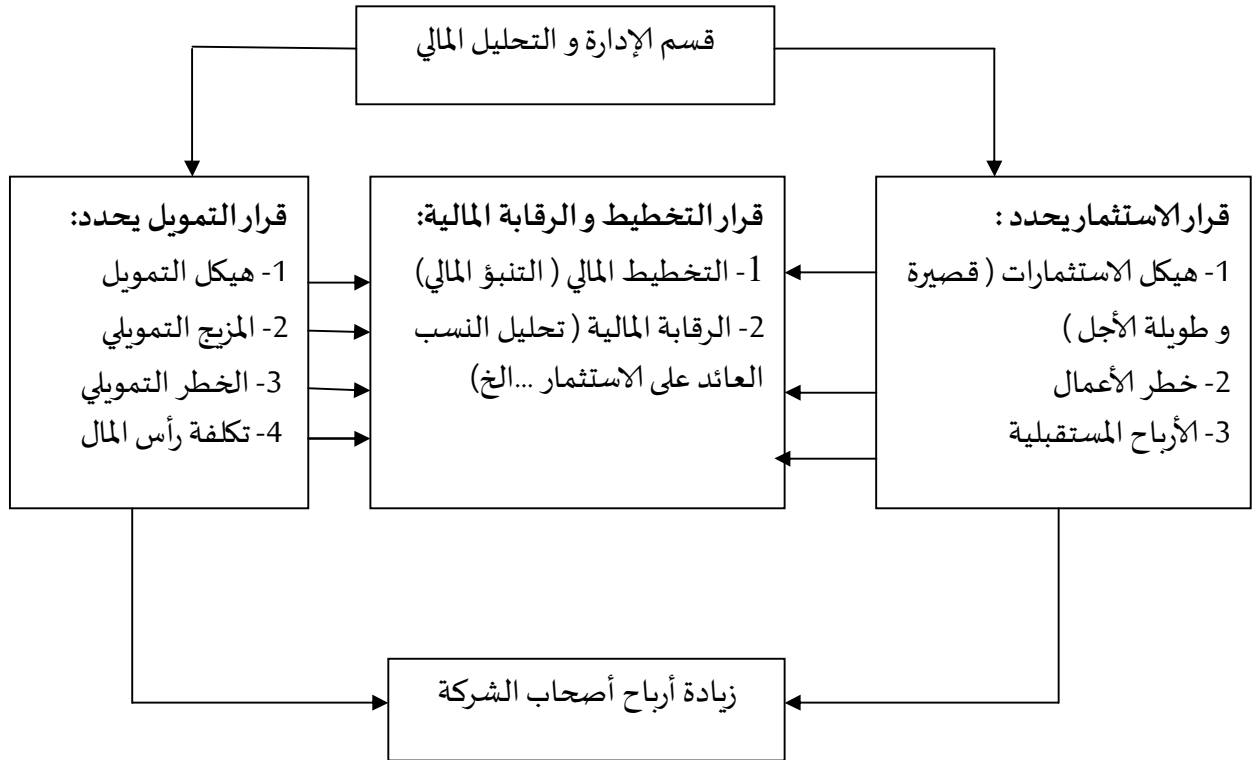 قسم الإدارة و التحليل المالي
قرار الاستثمار يحدد :
1- هيكل الاستثمارات ( قصيرة
و طويلة الأجل )
2- خطر الأعمال
3- الأرباح المستقبلية
قرار التخطيط و الرقابة المالية:
1- التخطيط المالي ( التنبؤ المالي)
2- الرقابة المالية ( تحليل النسب
العائد على الاستثمار ...الخ)
قرار التمويل يحدد:
1- هيكل التمويل
2- المزيج التمويلي
3- الخطر التمويلي
4- تكلفة رأس المال
زيادة أرباح أصحاب الشركة